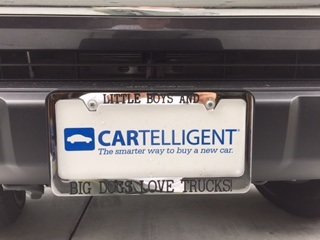 LITTLE BOYS AND
CARTELLIGENT®
The smarter way to buy a new car.
BIG DOGS LOVE TRUCKS!